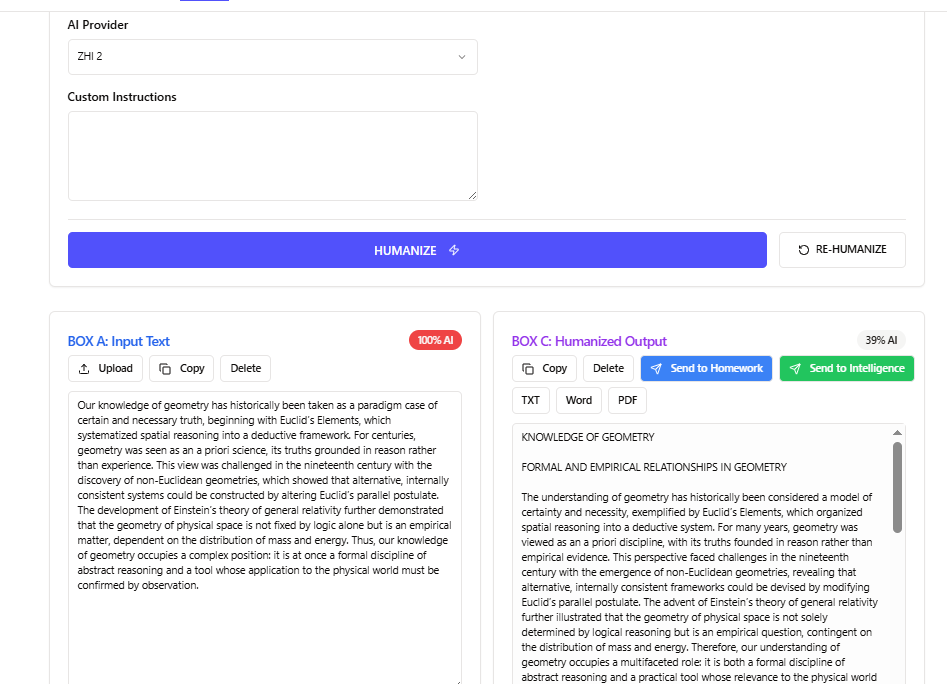 AI Provider
ZHI 2
Custom Instructions
HUMANIZE
RE-HUMANIZE
BOX A: Input Text
100% AI
Upload
Copy
Delete
Our knowledge of geometry has historically been taken as a paradigm case of
certain and necessary truth, beginning with Euclid's Elements, which
systematized spatial reasoning into a deductive framework. For centuries,
geometry was seen as an a priori science, its truths grounded in reason rather
than experience. This view was challenged in the nineteenth century with the
discovery of non-Euclidean geometries, which showed that alternative, internally
consistent systems could be constructed by altering Euclid's parallel postulate.
The development of Einstein's theory of general relativity further demonstrated
that the geometry of physical space is not fixed by logic alone but is an empirical
matter, dependent on the distribution of mass and energy. Thus, our knowledge
of geometry occupies a complex position: it is at once a formal discipline of
abstract reasoning and a tool whose application to the physical world must be
confirmed by observation.
BOX C: Humanized Output
39% AI
Copy
Delete
Send to Homework
Send to Intelligence
TXT
Word
PDF
KNOWLEDGE OF GEOMETRY
FORMAL AND EMPIRICAL RELATIONSHIPS IN GEOMETRY
The understanding of geometry has historically been considered a model of
certainty and necessity, exemplified by Euclid's Elements, which organized
spatial reasoning into a deductive system. For many years, geometry was
viewed as an a priori discipline, with its truths founded in reason rather than
empirical evidence. This perspective faced challenges in the nineteenth
century with the emergence of non-Euclidean geometries, revealing that
alternative, internally consistent frameworks could be devised by modifying
Euclid's parallel postulate. The advent of Einstein's theory of general relativity
further illustrated that the geometry of physical space is not solely
determined by logical reasoning but is an empirical question, contingent on
the distribution of mass and energy. Therefore, our understanding of
geometry occupies a multifaceted role: it is both a formal discipline of
abstract reasoning and a practical tool whose relevance to the physical world